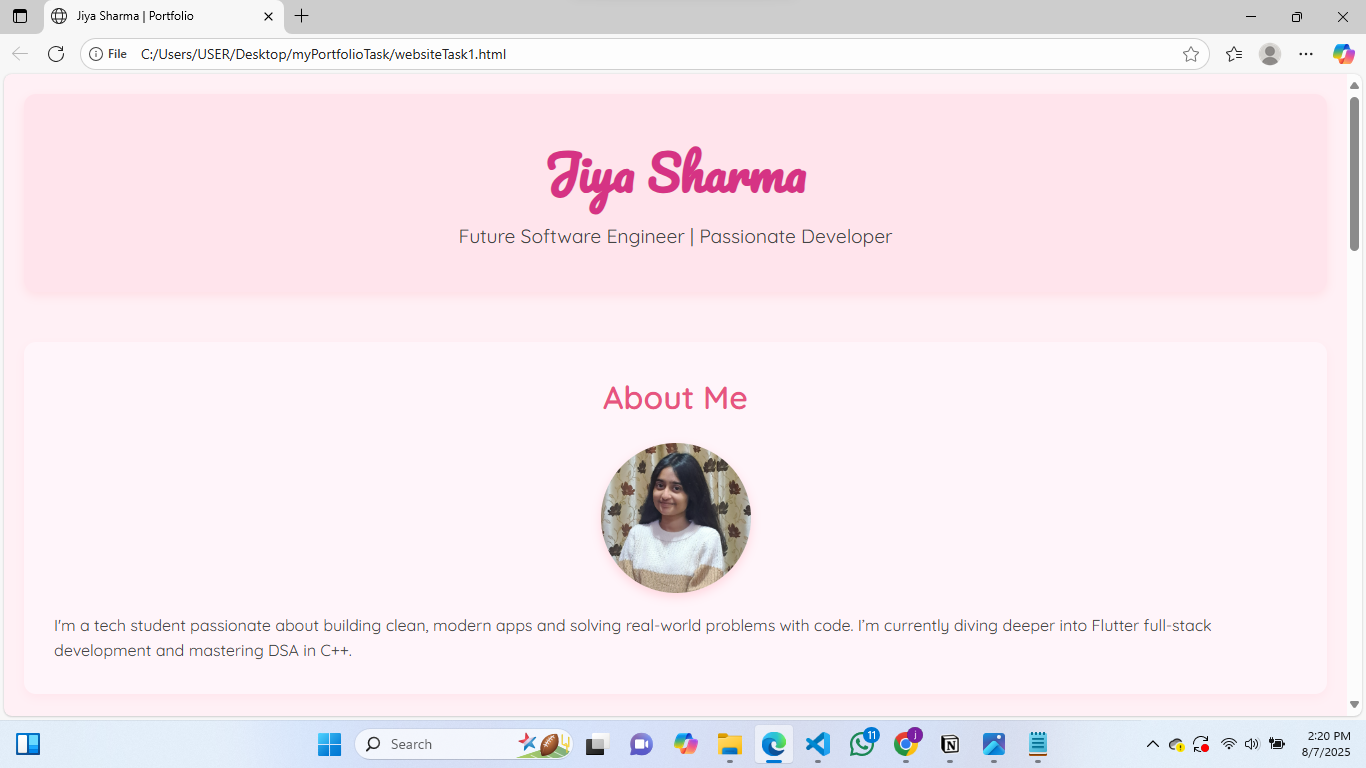 Jiya Sharma | Portfolio
File C:/Users/USER/Desktop/myPortfolioTask/websiteTask1.html
Jiya Sharma
Future Software Engineer | Passionate Developer
About Me
I'm a tech student passionate about building clean, modern apps and solving real-world problems with code. I’m currently diving deeper into Flutter full-stack
development and mastering DSA in C++.
Search
11
i
2:20 PM
8/7/2025